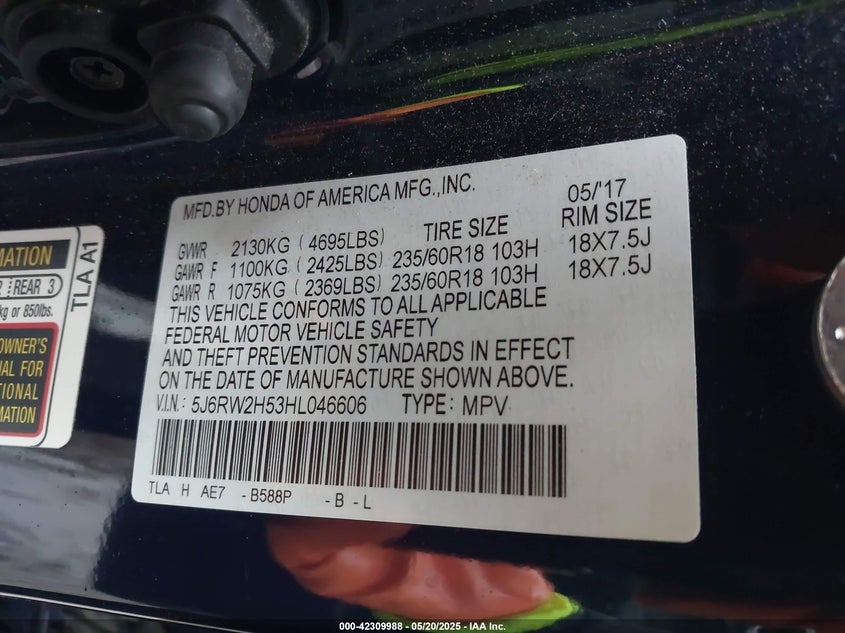 MFD.BY HONDA OF AMERICA MFG.,INC. 05/'17
TIRE SIZE RIM SIZE
GVWR 2130KG (4695LBS)
GAWR F 1100KG (2425LBS) 235/60R18 103H 18X7.5J
GAWR R 1075KG (2369LBS) 235/60R18 103H 18X7.5J
THIS VEHICLE CONFORMS TO ALL APPLICABLE
FEDERAL MOTOR VEHICLE SAFETY
AND THEFT PREVENTION STANDARDS IN EFFECT
ON THE DATE OF MANUFACTURE SHOWN ABOVE.
V.I.N.: 5J6RW2H53HL046606 TYPE: MPV
TLA H AE7 -B588P -B -L
MATION
REAR 3
kg or 850lbs.
OWNER'S
FOR
TLA A1
000-42309988 - 05/20/2025 - IAA Inc.